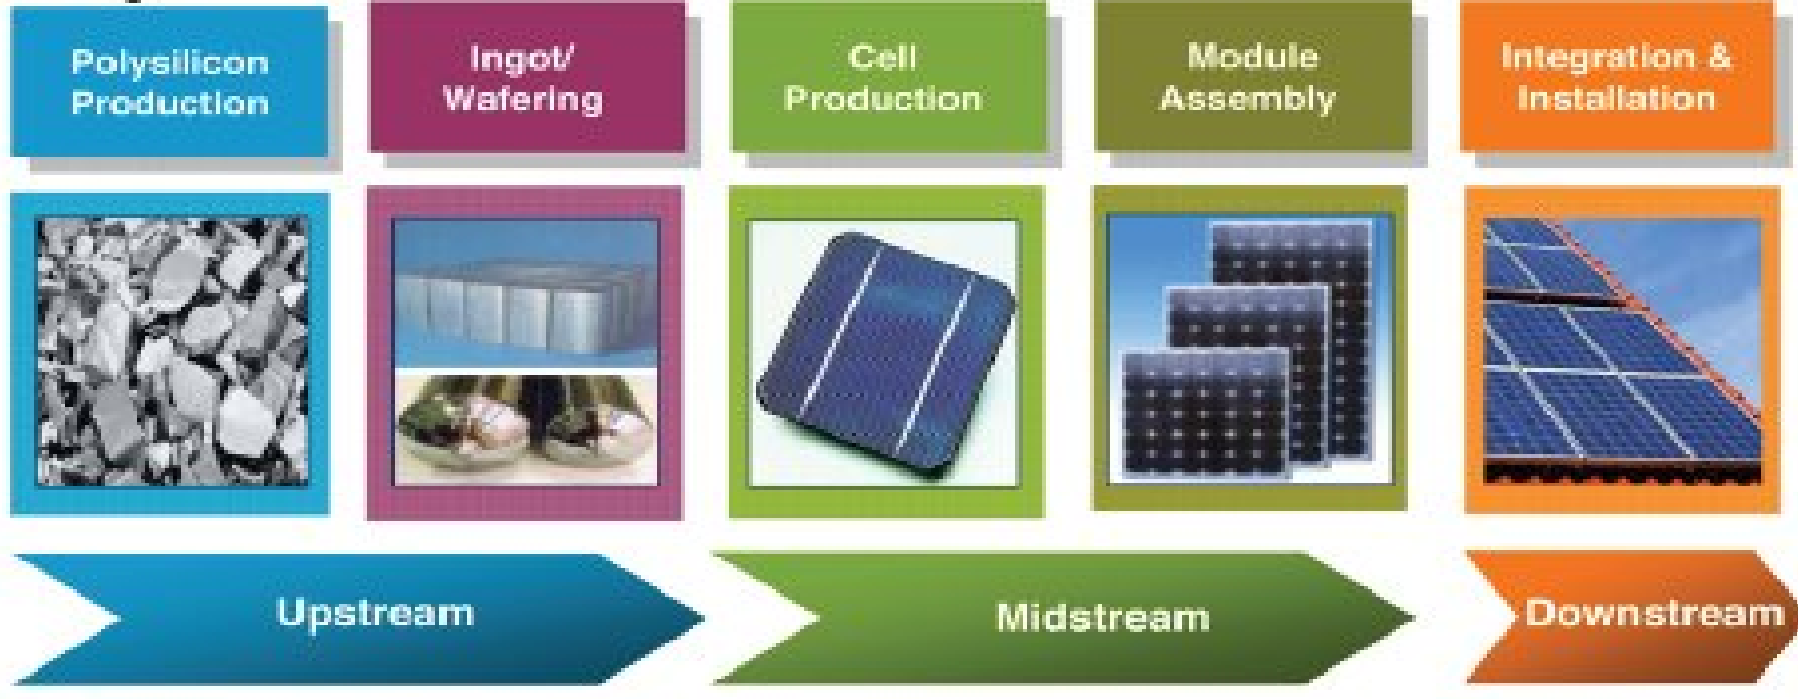 Polysilicon
Production
Ingot/
Wafering
Cell
Production
Module
Assembly
Integration &
Installation
Upstream
Midstream
Downstream